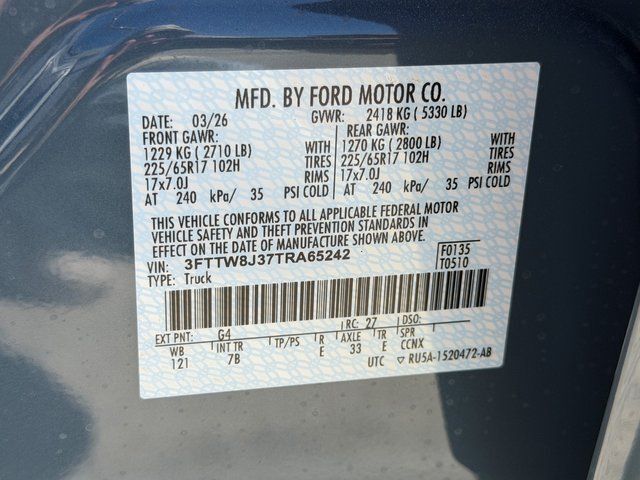 MFD. BY FORD MOTOR CO.
DATE: 03/26 GVWR: 2418 KG ( 5330 LB)
FRONT GAWR: REAR GAWR:
1229 KG ( 2710 LB) WITH 1270 KG ( 2800 LB) WITH
225/65R17 102H TIRES 225/65R17 102H TIRES
17x7.0J RIMS 17x7.0J RIMS
AT 240 kPa/ 35 PSI COLD AT 240 kPa/ 35 PSI COLD
THIS VEHICLE CONFORMS TO ALL APPLICABLE FEDERAL MOTOR
VEHICLE SAFETY AND THEFT PREVENTION STANDARDS IN
EFFECT ON THE DATE OF MANUFACTURE SHOWN ABOVE.
VIN: 3FTTW8J37TRA65242 F0135
TYPE: Truck T0510
EXT PNT: G4 RC: 27 DSO:
WB INT TR TP/PS R AXLE TR SPR
121 7B E 33 E CCNX
UTC ▽ RU5A-1520472-AB